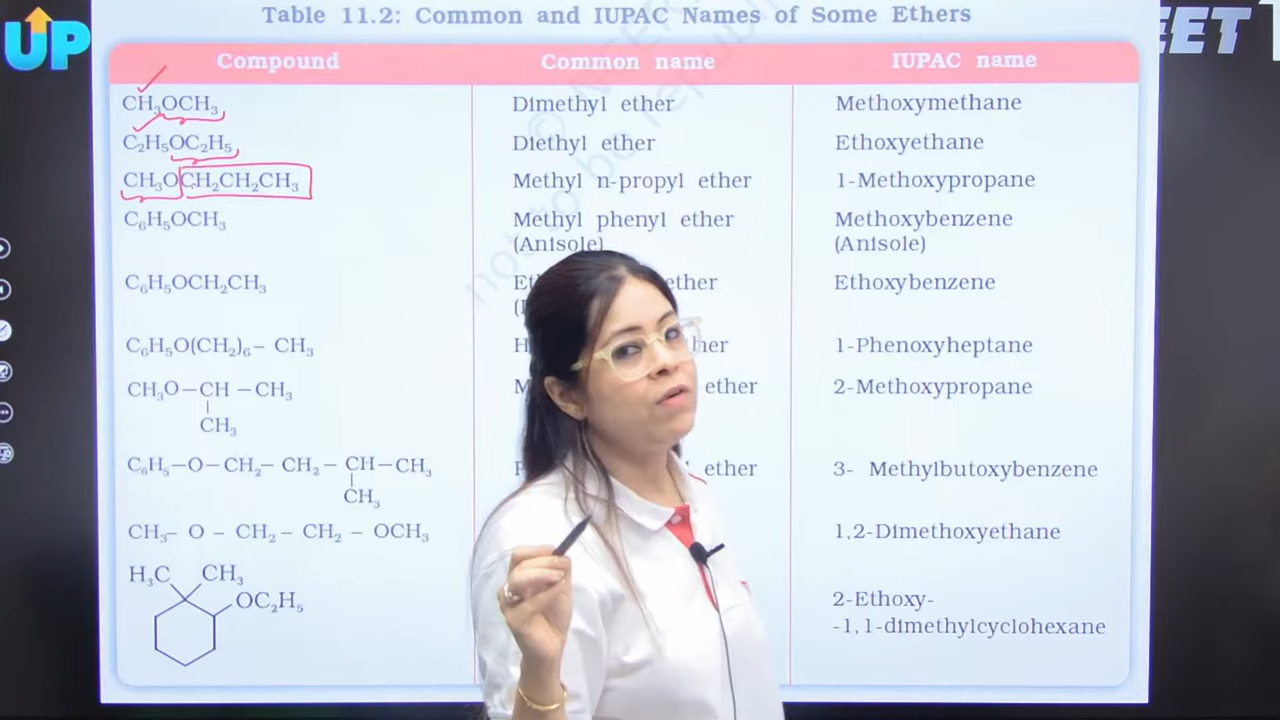 UP
EET
Table 11.2: Common and IUPAC Names of Some Ethers
Compound Common name IUPAC name
CH₃OCH₃ Dimethyl ether Methoxymethane
C₂H₅OC₂H₅ Diethyl ether Ethoxyethane
CH₃OCH₂CH₂CH₃ Methyl n-propyl ether 1-Methoxypropane
C₆H₅OCH₃ Methyl phenyl ether Methoxybenzene
(Anisole) (Anisole)
C₆H₅OCH₂CH₃ ether Ethoxybenzene
C₆H₅O(CH₂)₆– CH₃ 1-Phenoxyheptane
CH₃O–CH–CH₃ ether 2-Methoxypropane
CH₃
C₆H₅–O–CH₂–CH₂–CH–CH₃ ether 3- Methylbutoxybenzene
CH₃
CH₃– O – CH₂– CH₂ – OCH₃ 1,2-Dimethoxyethane
H₃C CH₃
OC₂H₅ 2-Ethoxy-
-1,1-dimethylcyclohexane